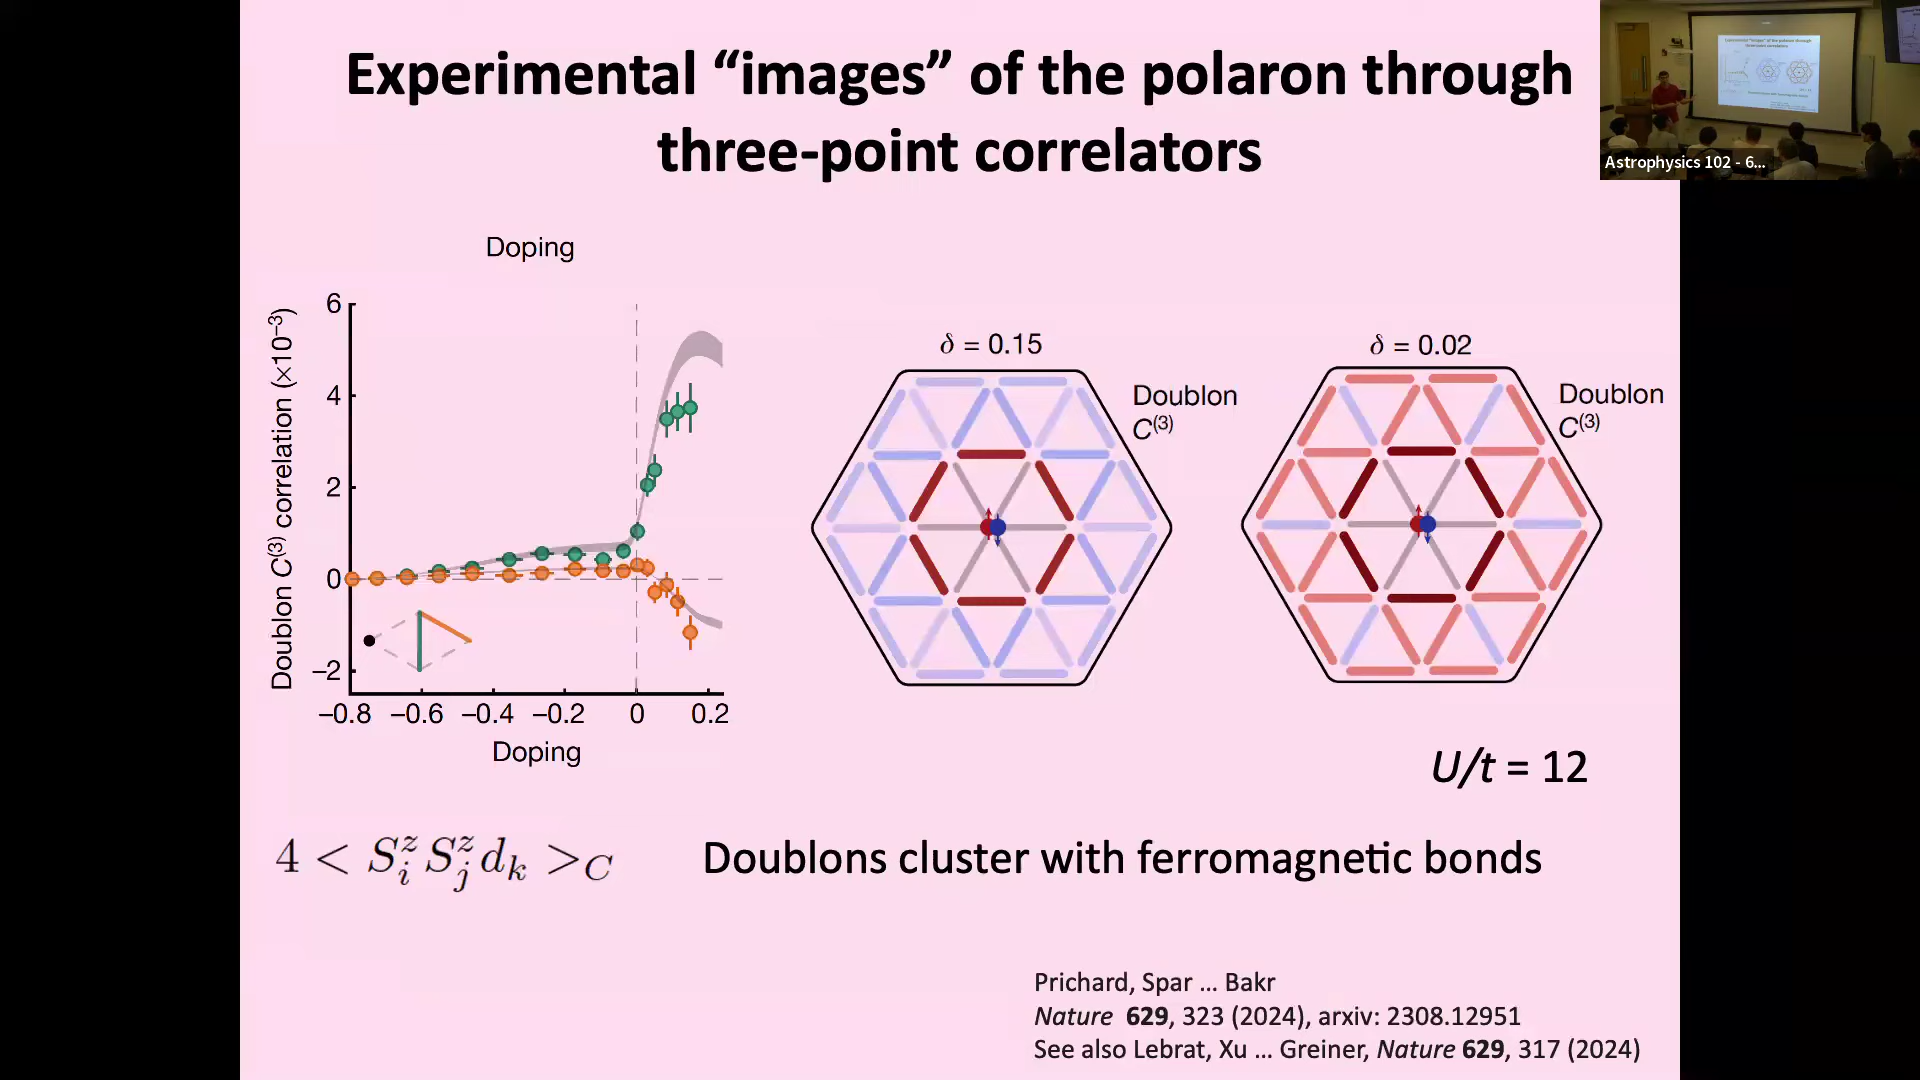 Experimental “images” of the polaron through
three-point correlators
Astrophysics 102 - 6...
Doping
Doublon C(3) correlation (×10−3)
6
4
2
0
−2
−0.8 −0.6 −0.4 −0.2 0 0.2
Doping
δ = 0.15
Doublon
C(3)
δ = 0.02
Doublon
C(3)
U/t = 12
4 < S_i^z S_j^z d_k >_C
Doublons cluster with ferromagnetic bonds
Prichard, Spar ... Bakr
Nature 629, 323 (2024), arxiv: 2308.12951
See also Lebrat, Xu ... Greiner, Nature 629, 317 (2024)